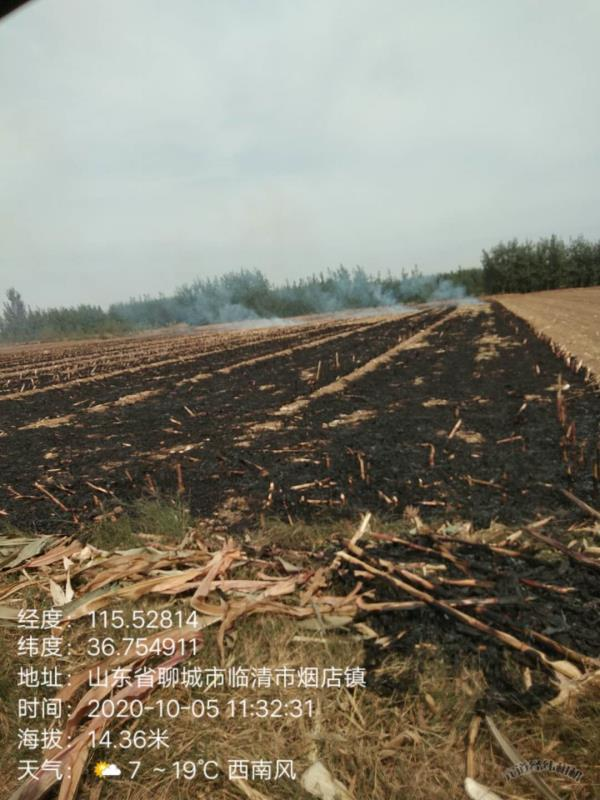 经度：115.52814
纬度：36.754911
地址：山东省聊城市临清市烟店镇
时间：2020-10-05 11:32:31
海拔：14.36米
天气：7 ~19℃ 西南风